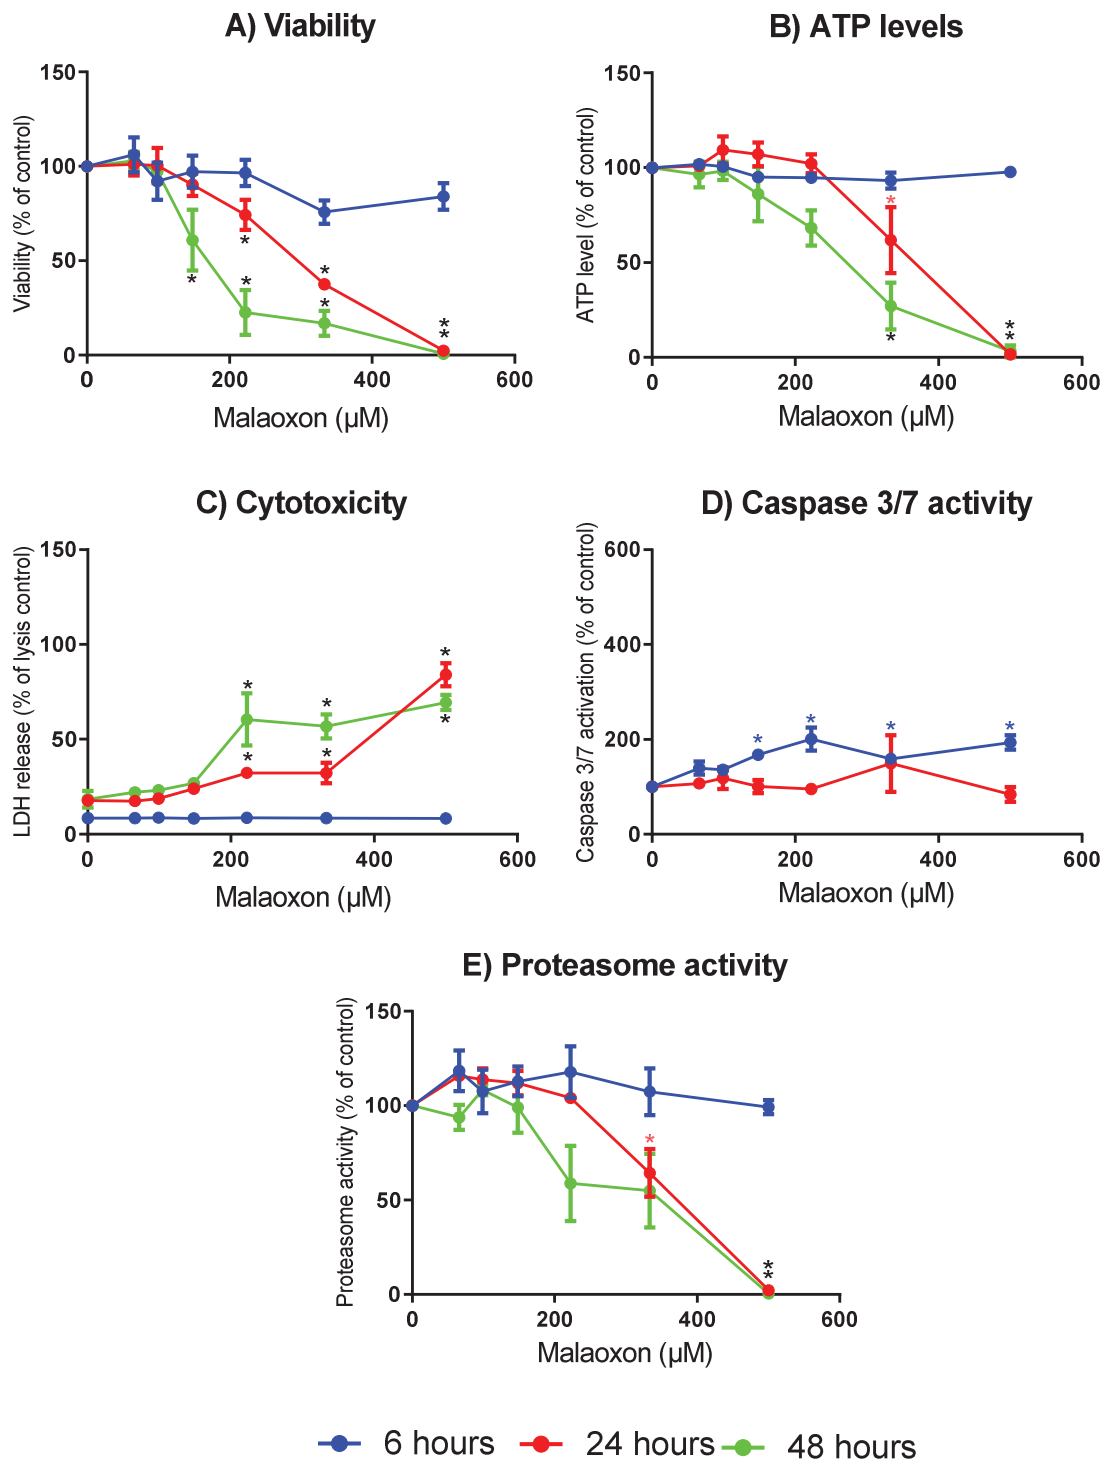 A) Viability
150
100
50
0
Viability (% of control)
0 200 400 600
Malaoxon (µM)
*
*
*
*
*
*
*
B) ATP levels
150
100
50
0
ATP level (% of control)
0 200 400 600
Malaoxon (µM)
*
*
*
*
C) Cytotoxicity
150
100
50
0
LDH release (% of lysis control)
0 200 400 600
Malaoxon (µM)
*
*
*
*
*
*
D) Caspase 3/7 activity
600
400
200
0
Caspase 3/7 activation (% of control)
0 200 400 600
Malaoxon (µM)
* * * *
E) Proteasome activity
150
100
50
0
Proteasome activity (% of control)
0 200 400 600
Malaoxon (µM)
*
*
*
6 hours 24 hours 48 hours